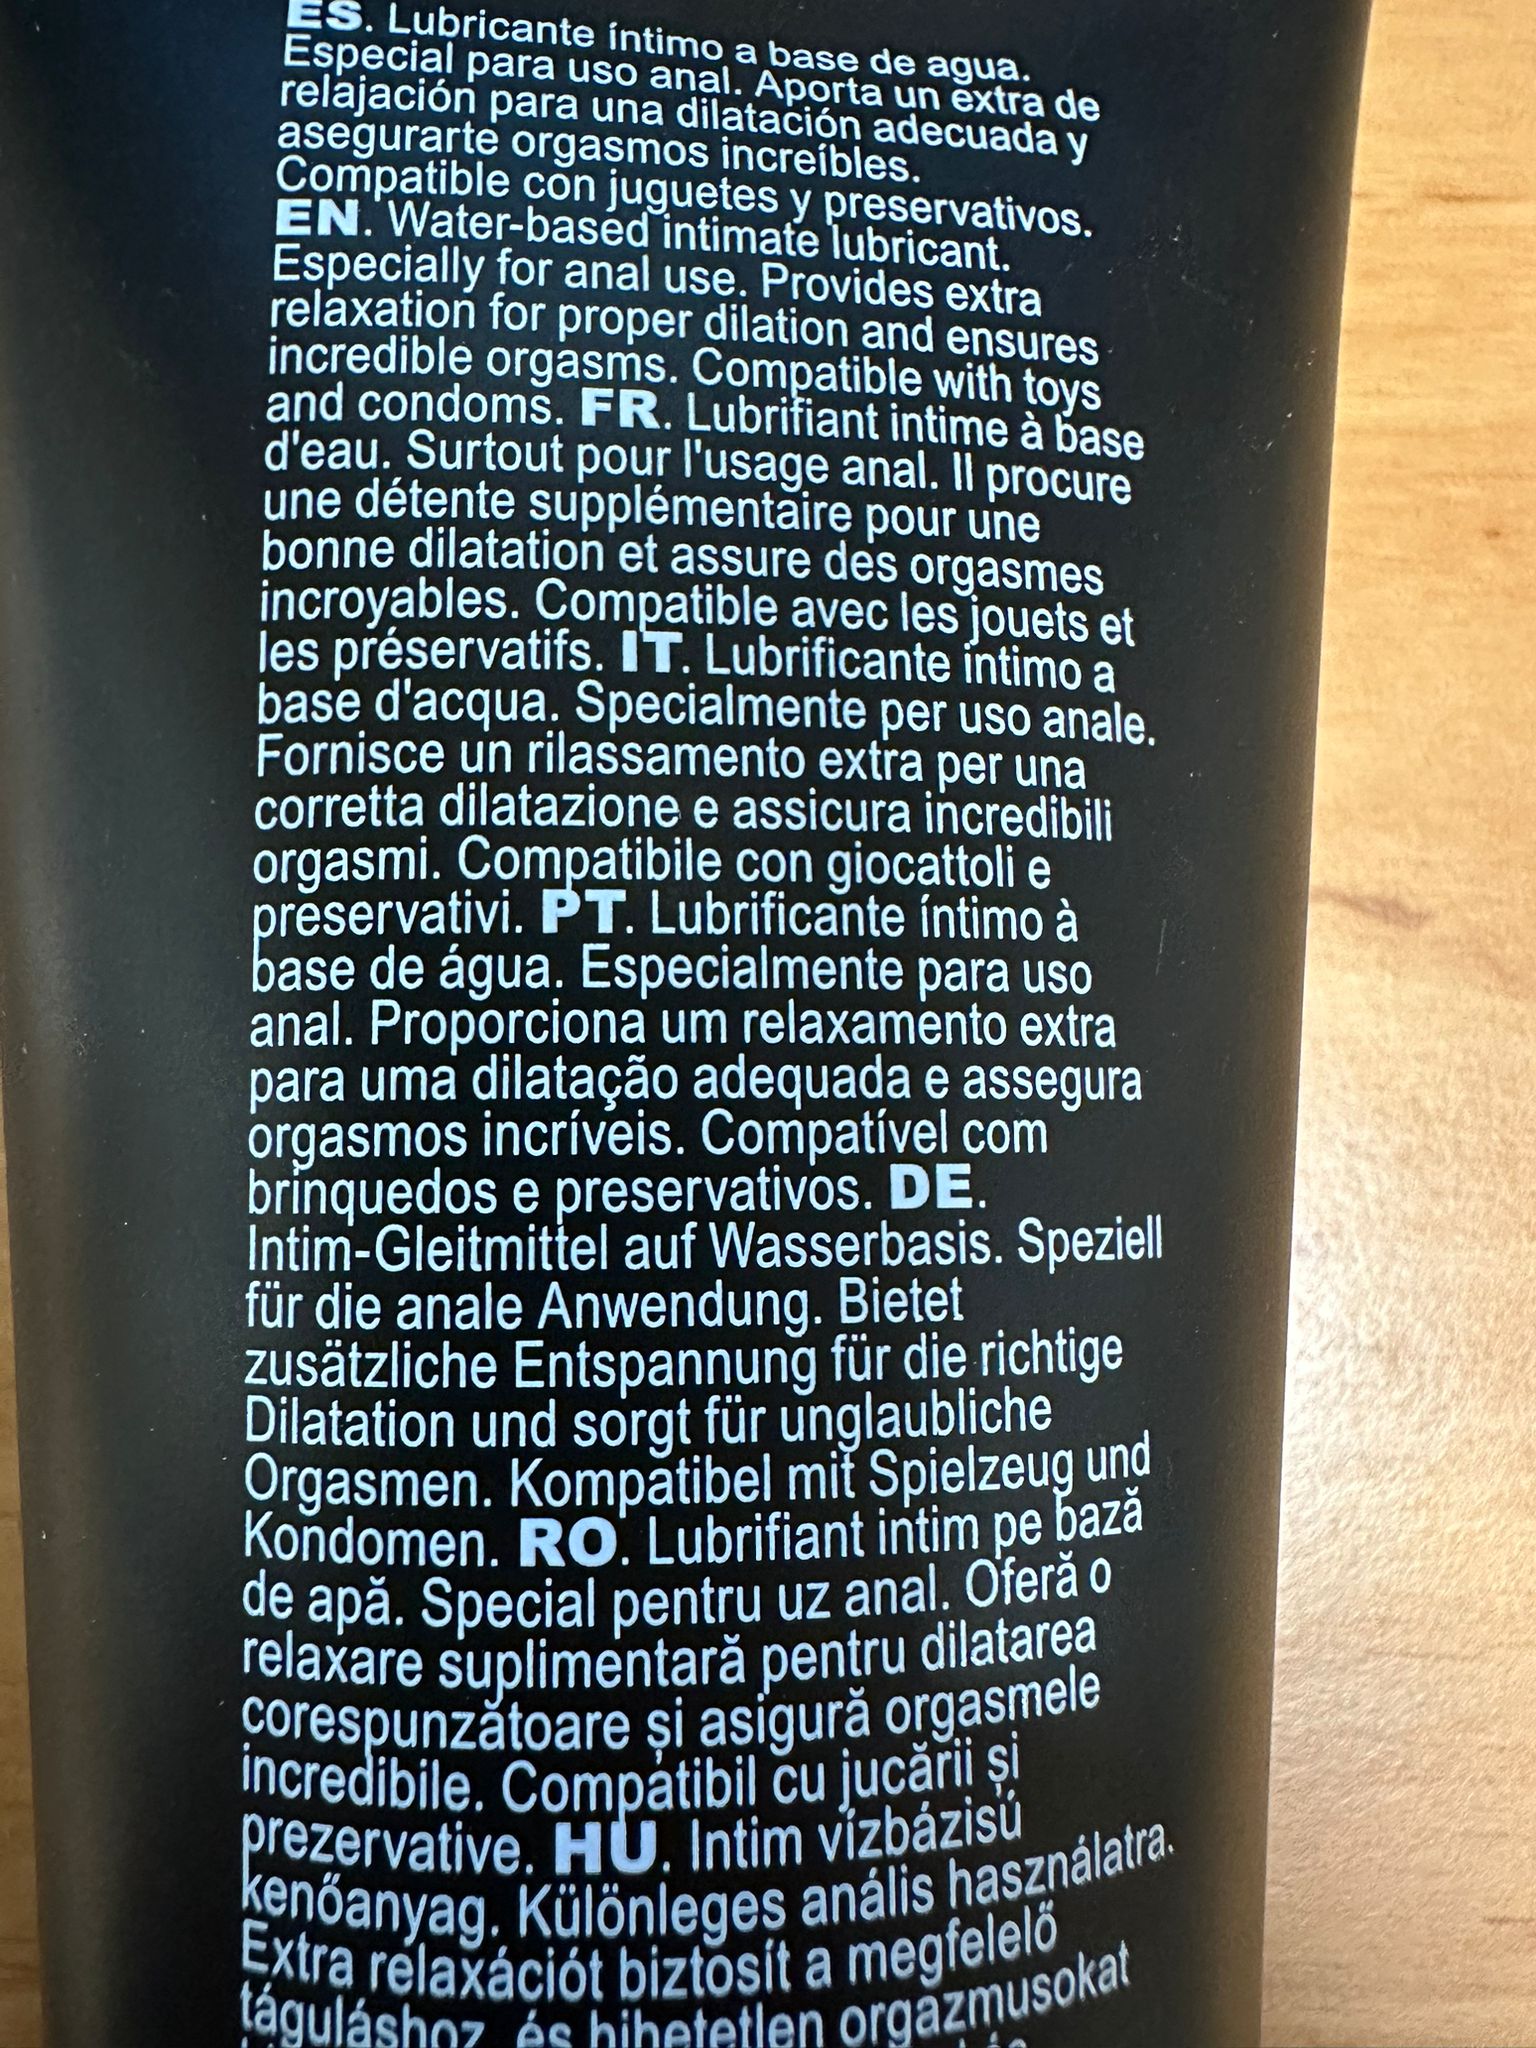 ES. Lubricante íntimo a base de agua.
Especial para uso anal. Aporta un extra de
relajación para una dilatación adecuada y
asegurarte orgasmos increíbles.
Compatible con juguetes y preservativos.
EN. Water-based intimate lubricant.
Especially for anal use. Provides extra
relaxation for proper dilation and ensures
incredible orgasms. Compatible with toys
and condoms. FR. Lubrifiant intime à base
d'eau. Surtout pour l'usage anal. Il procure
une détente supplémentaire pour une
bonne dilatation et assure des orgasmes
incroyables. Compatible avec les jouets et
les préservatifs. IT. Lubrificante intimo a
base d'acqua. Specialmente per uso anale.
Fornisce un rilassamento extra per una
corretta dilatazione e assicura incredibili
orgasmi. Compatibile con giocattoli e
preservativi. PT. Lubrificante íntimo à
base de água. Especialmente para uso
anal. Proporciona um relaxamento extra
para uma dilatação adequada e assegura
orgasmos incríveis. Compatível com
brinquedos e preservativos. DE.
Intim-Gleitmittel auf Wasserbasis. Speziell
für die anale Anwendung. Bietet
zusätzliche Entspannung für die richtige
Dilatation und sorgt für unglaubliche
Orgasmen. Kompatibel mit Spielzeug und
Kondomen. RO. Lubrifiant intim pe bază
de apă. Special pentru uz anal. Oferă o
relaxare suplimentară pentru dilatarea
corespunzătoare și asigură orgasmele
incredibile. Compatibil cu jucării și
prezervative. HU. Intim vízbázisú
kenőanyag. Különleges anális használatra.
Extra relaxációt biztosít a megfelelő
táguláshoz, és hihetetlen orgazmusokat